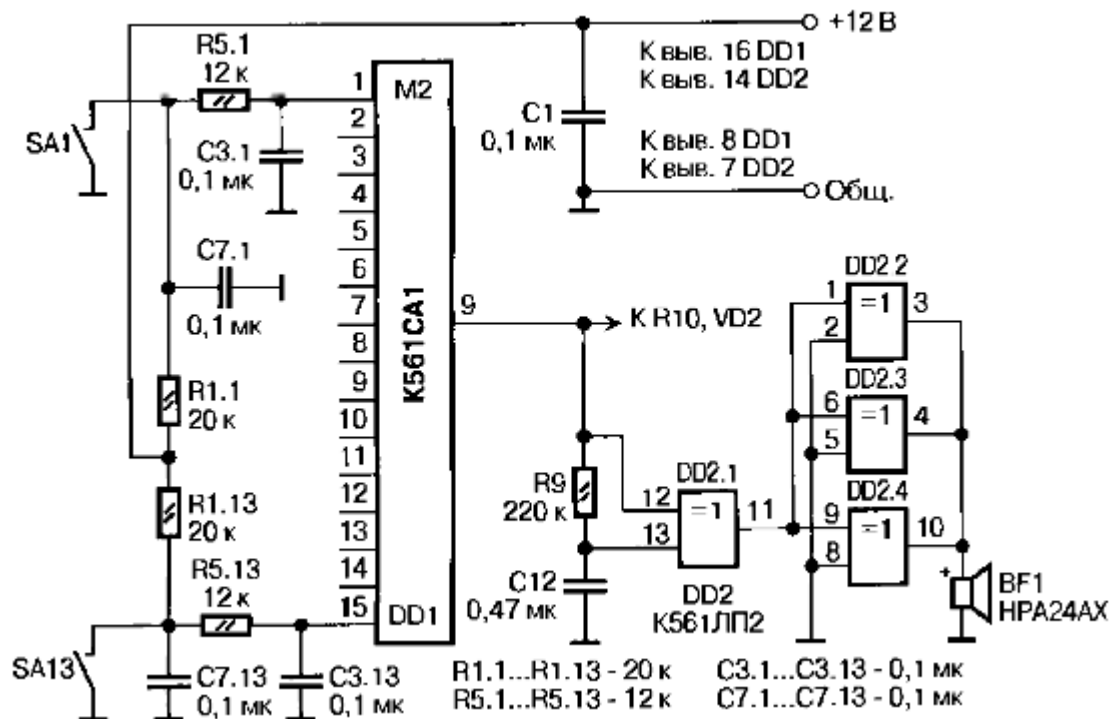 +12 В
R5.1
12 к
К выв. 16 DD1
К выв. 14 DD2
1
M2
2
3
4
5
6
7
8
9
10
11
12
13
14
15
DD1
К561СА1
9
SA1
C3.1
0,1 мк
C1
0,1 мк
К выв. 8 DD1
К выв. 7 DD2
Общ.
C7.1
0,1 мк
К R10, VD2
R1.1
20 к
R1.13
20 к
R5.13
12 к
SA13
C7.13
0,1 мк
C3.13
0,1 мк
R9
220 к
C12
0,47 мк
DD2.1
12
13
=1
11
DD2
К561ЛП2
DD2.2
1
2
=1
3
DD2.3
6
5
=1
4
DD2.4
9
8
=1
10
+
BF1
HPA24AX
R1.1...R1.13 - 20 к
C3.1...C3.13 - 0,1 мк
R5.1...R5.13 - 12 к
C7.1...C7.13 - 0,1 мк